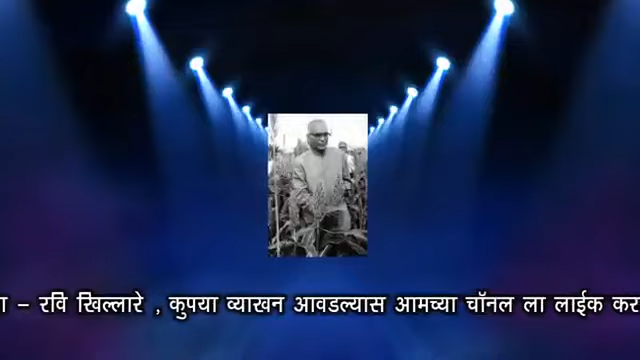 ा – रवि खिल्लारे , कुपया व्याखन आवडल्यास आमच्या चॉनल ला लाईक कर